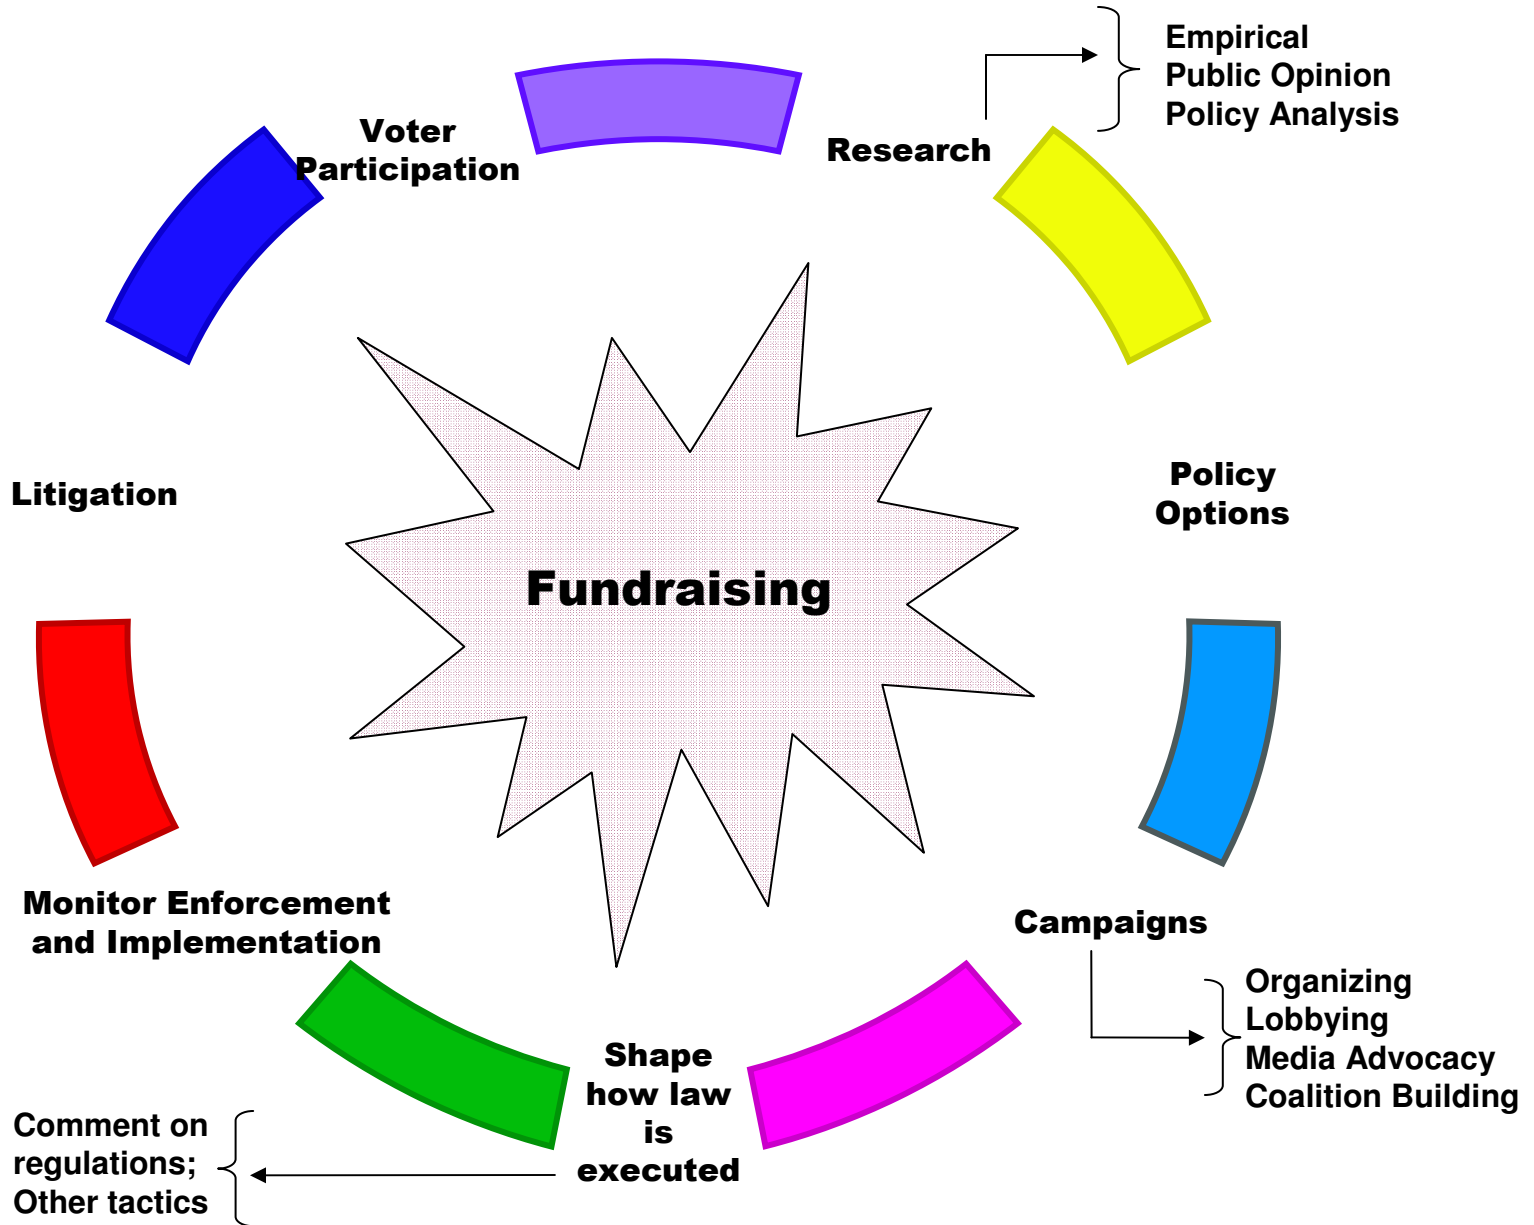 Empirical
Public Opinion
Policy Analysis
Voter
Participation
Research
Policy
Options
Litigation
Fundraising
Monitor Enforcement
and Implementation
Campaigns
Organizing
Lobbying
Media Advocacy
Coalition Building
Shape
how law
is
executed
Comment on
regulations;
Other tactics